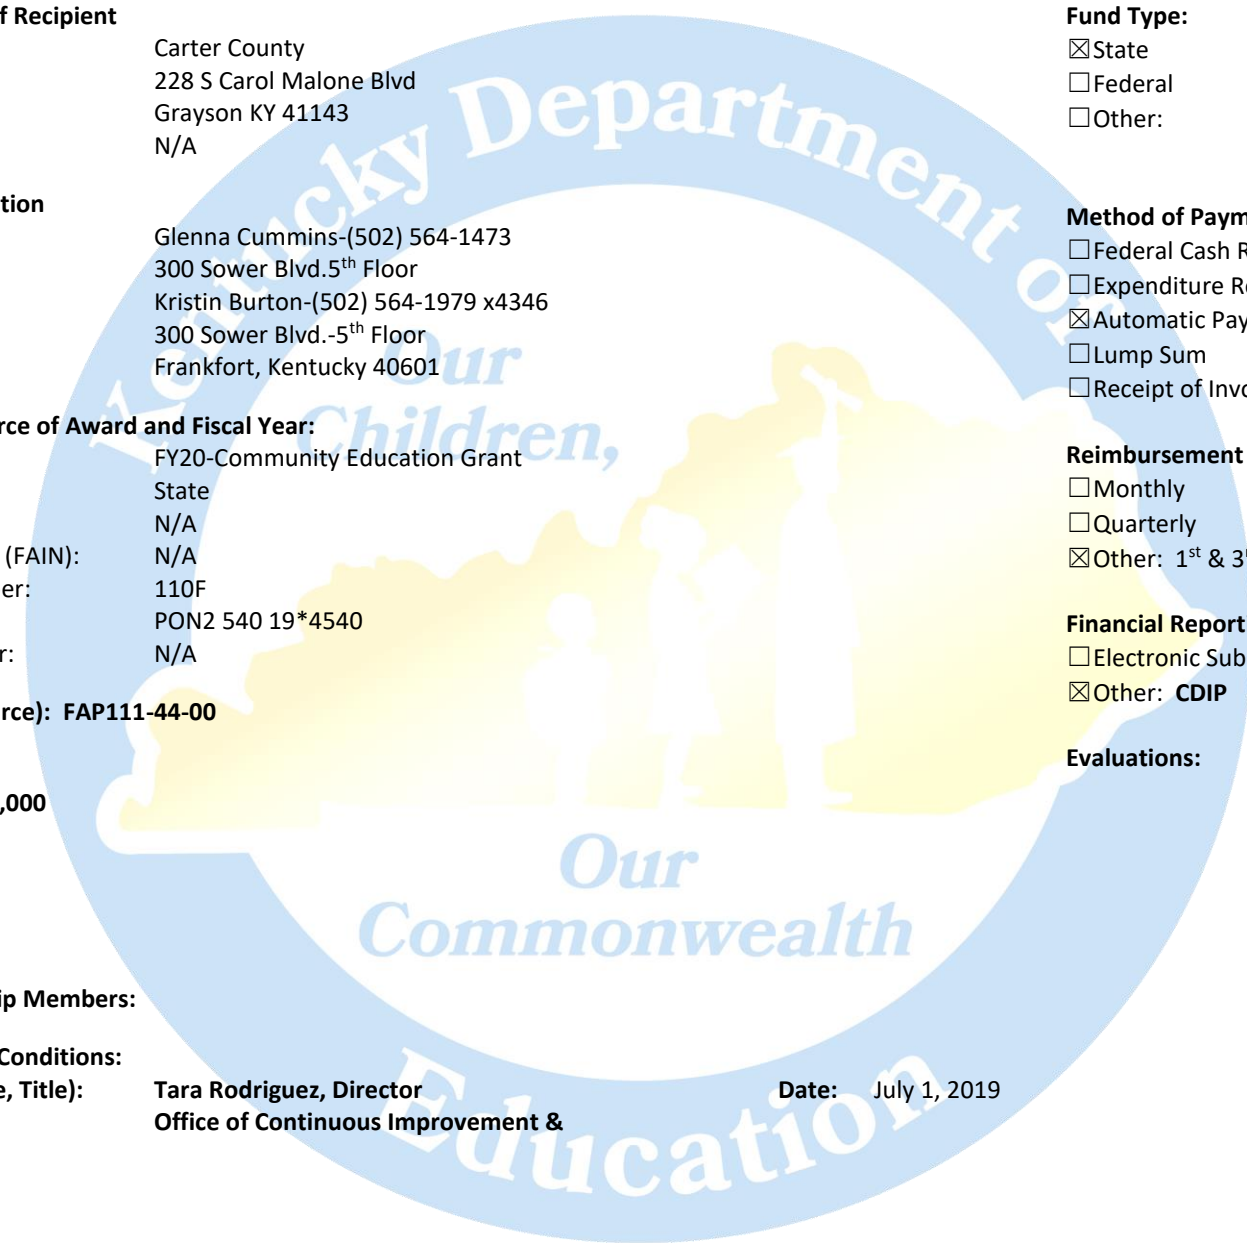 f Recipient
Carter County
228 S Carol Malone Blvd
Grayson KY 41143
N/A
tion
Glenna Cummins-(502) 564-1473
300 Sower Blvd.5th Floor
Kristin Burton-(502) 564-1979 x4346
300 Sower Blvd.-5th Floor
Frankfort, Kentucky 40601
rce of Award and Fiscal Year:
FY20-Community Education Grant
State
N/A
(FAIN): N/A
er: 110F
PON2 540 19*4540
r: N/A
rce): FAP111-44-00
,000
ip Members:
Conditions:
e, Title): Tara Rodriguez, Director Date: July 1, 2019
Office of Continuous Improvement &
Fund Type:
☒State
☐Federal
☐Other:
Method of Paym
☐Federal Cash R
☐Expenditure Re
☒Automatic Pay
☐Lump Sum
☐Receipt of Invo
Reimbursement
☐Monthly
☐Quarterly
☒Other: 1st & 3
Financial Report
☐Electronic Sub
☒Other: CDIP
Evaluations:
Kentucky Department of
Education
Our
Children,
Our
Commonwealth